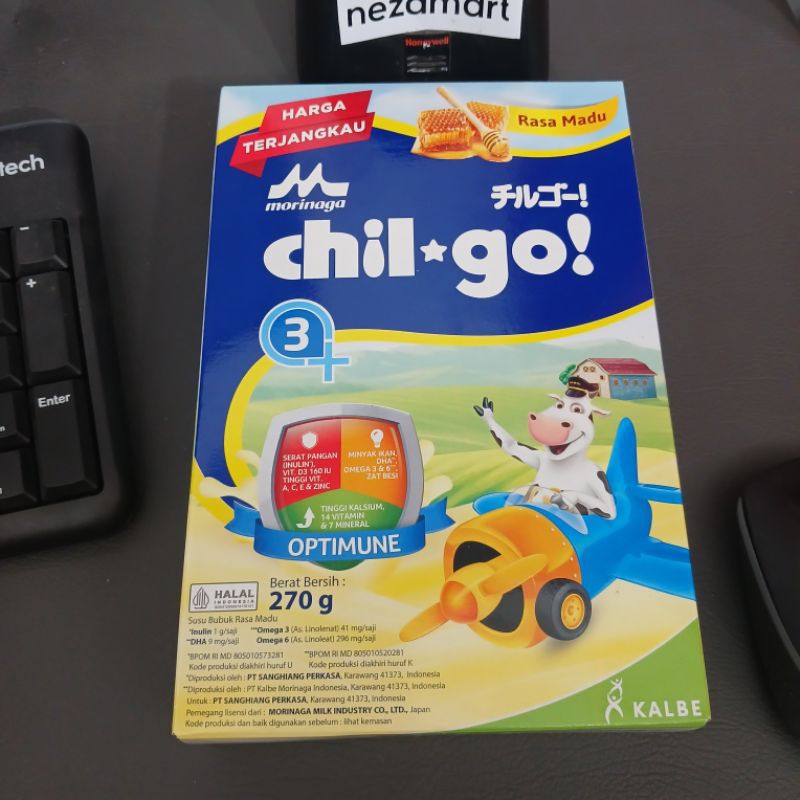 nezamart
Honeywell
tech
-
+
Enter
HARGA
TERJANGKAU
Rasa Madu
morinaga
チルゴー!
chil go!
3+
SERAT PANGAN
(INULIN*),
VIT. D3 160 IU
TINGGI VIT.
A, C, E & ZINC
MINYAK IKAN,
DHA**,
OMEGA 3 & 6***,
ZAT BESI
TINGGI KALSIUM,
14 VITAMIN
& 7 MINERAL
OPTIMUNE
HALAL
INDONESIA
Berat Bersih :
270 g
Susu Bubuk Rasa Madu
*Inulin 1 g/saji ***Omega 3 (As. Linolenat) 41 mg/saji
**DHA 9 mg/saji Omega 6 (As. Linoleat) 296 mg/saji
*BPOM RI MD 805010573281 **BPOM RI MD 805010520281
Kode produksi diakhiri huruf U Kode produksi diakhiri huruf K
*Diproduksi oleh : PT SANGHIANG PERKASA, Karawang 41373, Indonesia
**Diproduksi oleh : PT Kalbe Morinaga Indonesia, Karawang 41373, Indonesia
Untuk : PT SANGHIANG PERKASA, Karawang 41373, Indonesia
Pemegang lisensi dari : MORINAGA MILK INDUSTRY CO., LTD., Japan
Kode produksi dan baik digunakan sebelum : lihat kemasan
KALBE